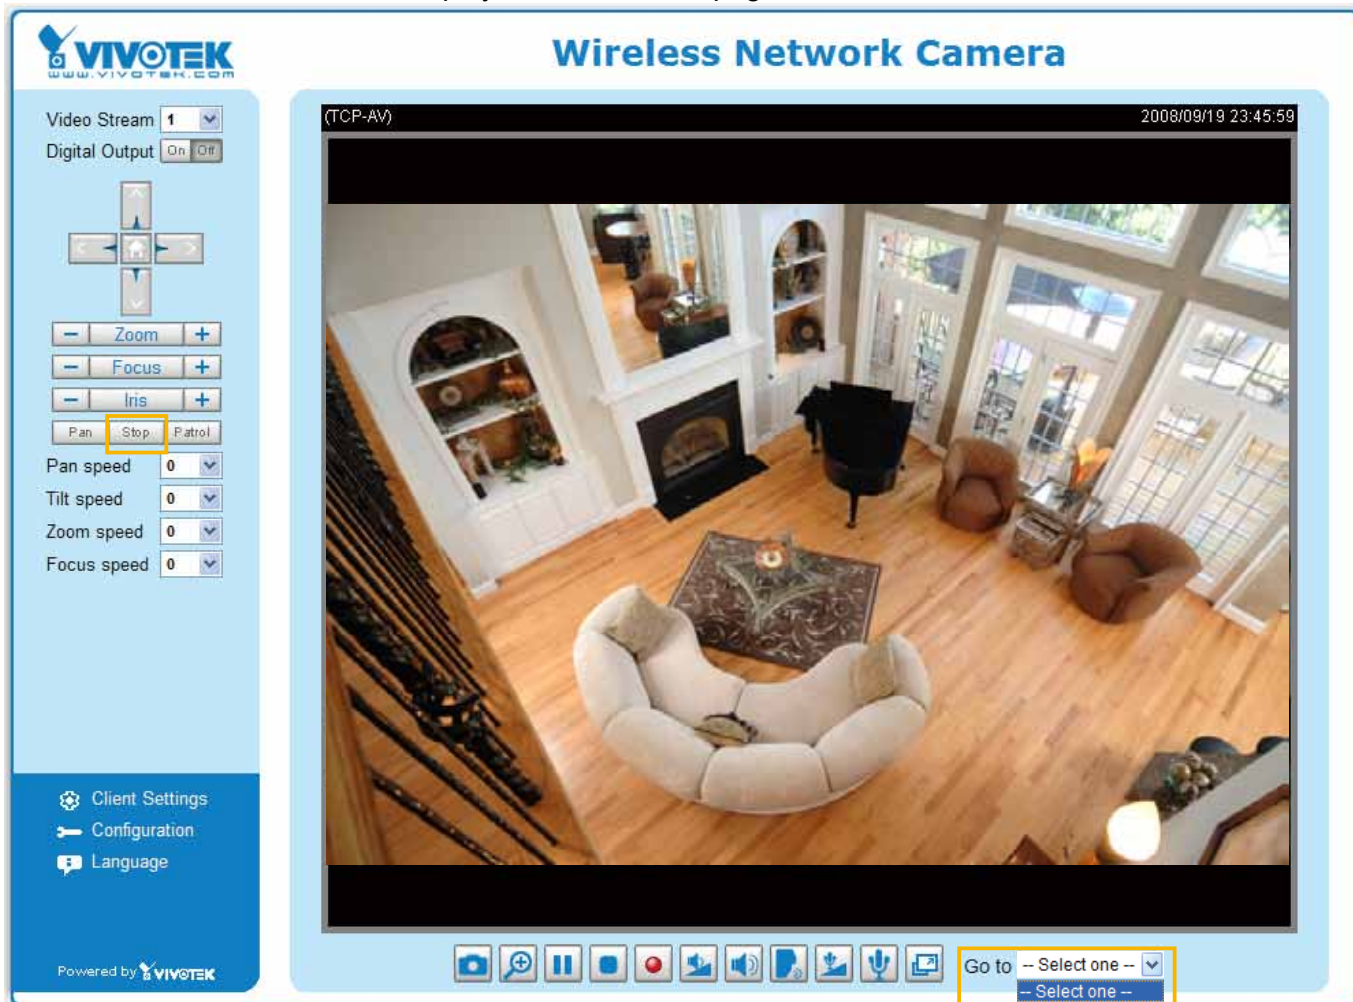 VIVOTEK
www.vivotek.com
Wireless Network Camera
Video Stream 1
Digital Output On Off
(TCP-AV) 2008/09/19 23:45:59
− Zoom +
− Focus +
− Iris +
Pan Stop Patrol
Pan speed 0
Tilt speed 0
Zoom speed 0
Focus speed 0
Client Settings
Configuration
Language
Powered by VIVOTEK
Go to -- Select one --
-- Select one --